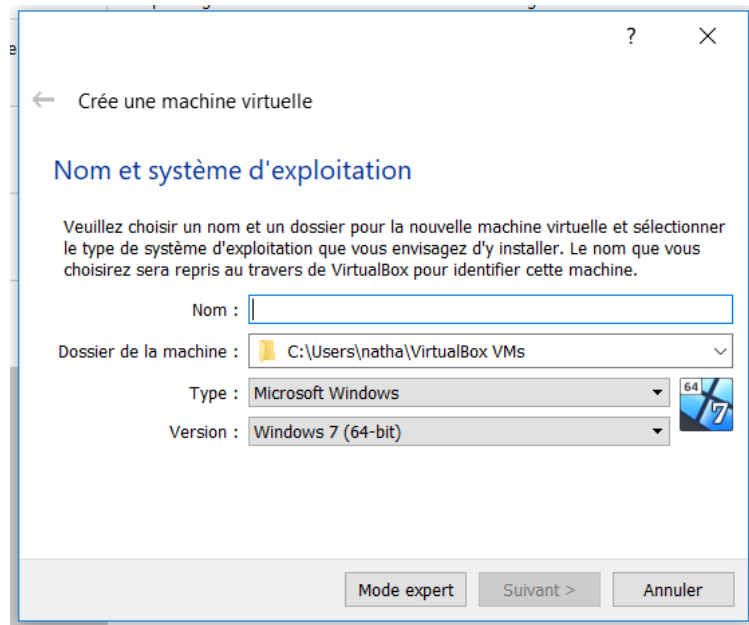 ?
Crée une machine virtuelle
Nom et système d'exploitation
Veuillez choisir un nom et un dossier pour la nouvelle machine virtuelle et sélectionner
le type de système d'exploitation que vous envisagez d'y installer. Le nom que vous
choisirez sera repris au travers de VirtualBox pour identifier cette machine.
Nom :
Dossier de la machine : C:\Users\natha\VirtualBox VMs
Type : Microsoft Windows
64
7
Version : Windows 7 (64-bit)
Mode expert Suivant > Annuler